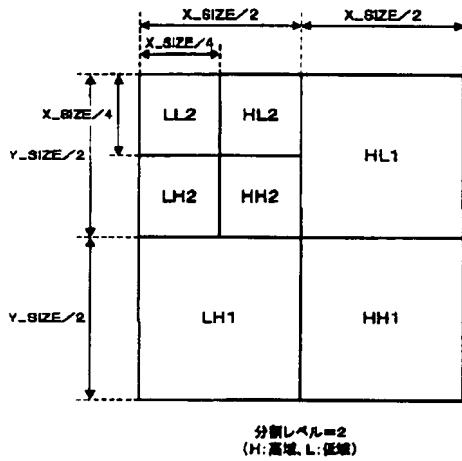 X_SIZE/2 X_SIZE/2
X_SIZE/4
X_SIZE/4
Y_SIZE/2
LL2 HL2
HL1
LH2 HH2
Y_SIZE/2
LH1 HH1
分割レベル=2
(H:高域、L:低域)